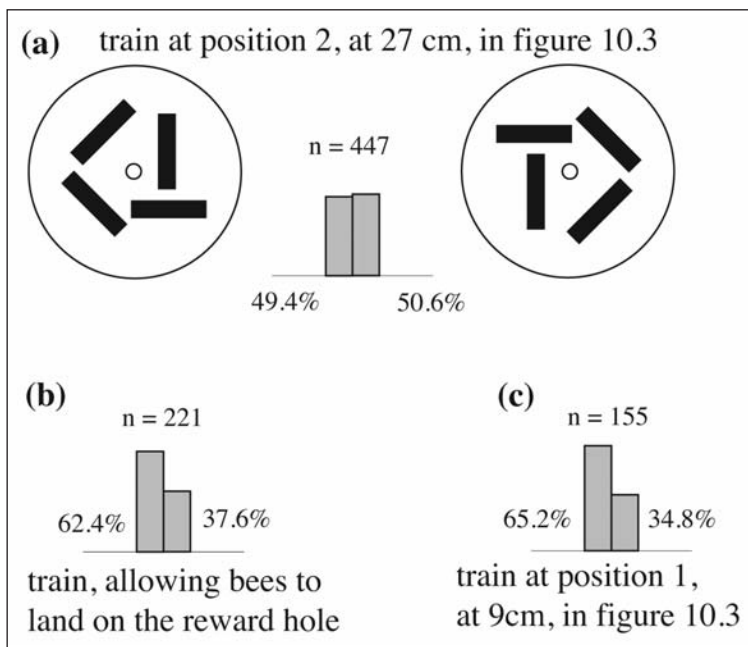 (a) train at position 2, at 27 cm, in figure 10.3
n = 447
49.4% 50.6%
(b)
n = 221
62.4% 37.6%
train, allowing bees to
land on the reward hole
(c)
n = 155
65.2% 34.8%
train at position 1,
at 9cm, in figure 10.3